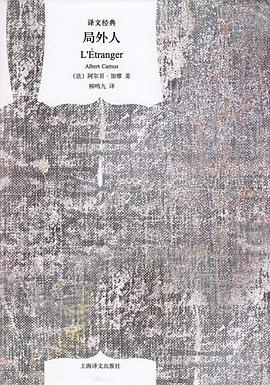 译文经典
局外人
L'Étranger
Albert Camus
〔法〕阿尔贝·加缪 著
柳鸣九 译
上海译文出版社